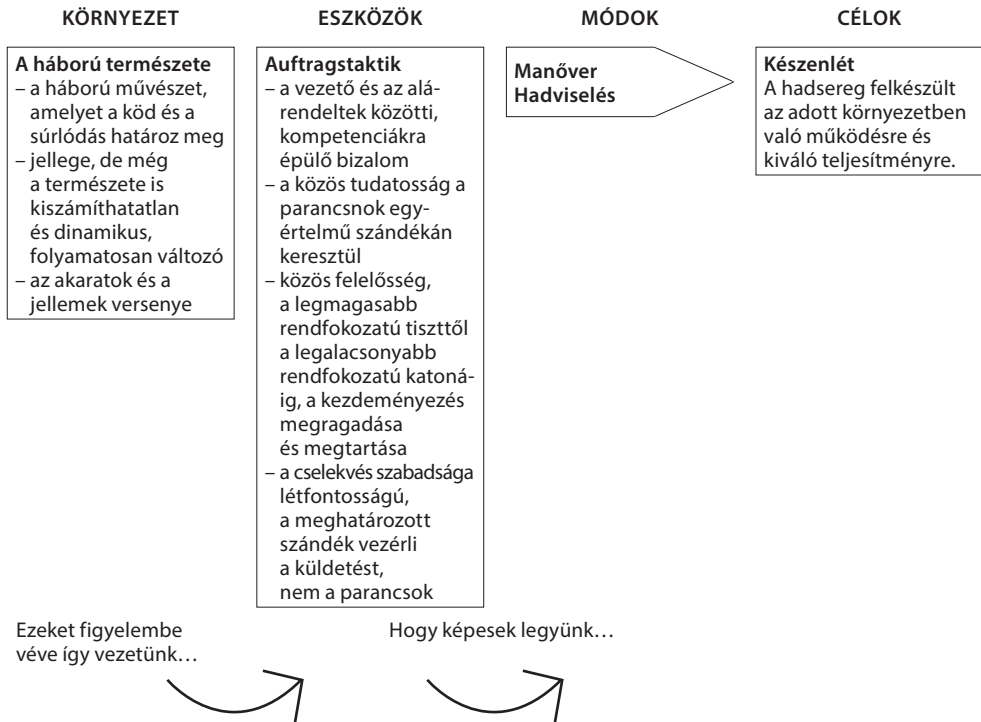 KÖRNYEZET
ESZKÖZÖK
MÓDOK
CÉLOK
A háború természete
– a háború művészet,
amelyet a köd és a
súrlódás határoz meg
– jellege, de még
a természete is
kiszámíthatatlan
és dinamikus,
folyamatosan változó
– az akaratok és a
jellemek versenye
Auftragstaktik
– a vezető és az alá-
rendeltek közötti,
kompetenciákra
épülő bizalom
– a közös tudatosság a
parancsnok egy-
értelmű szándékán
keresztül
– közös felelősség,
a legmagasabb
rendfokozatú tiszttől
a legalacsonyabb
rendfokozatú katoná-
ig, a kezdeményezés
megragadása
és megtartása
– a cselekvés szabadsága
létfontosságú,
a meghatározott
szándék vezérli
a küldetést,
nem a parancsok
Manőver
Hadviselés
Készenlét
A hadsereg felkészült
az adott környezetben
való működésre és
kiváló teljesítményre.
Ezeket figyelembe
véve így vezetünk…
Hogy képesek legyünk…